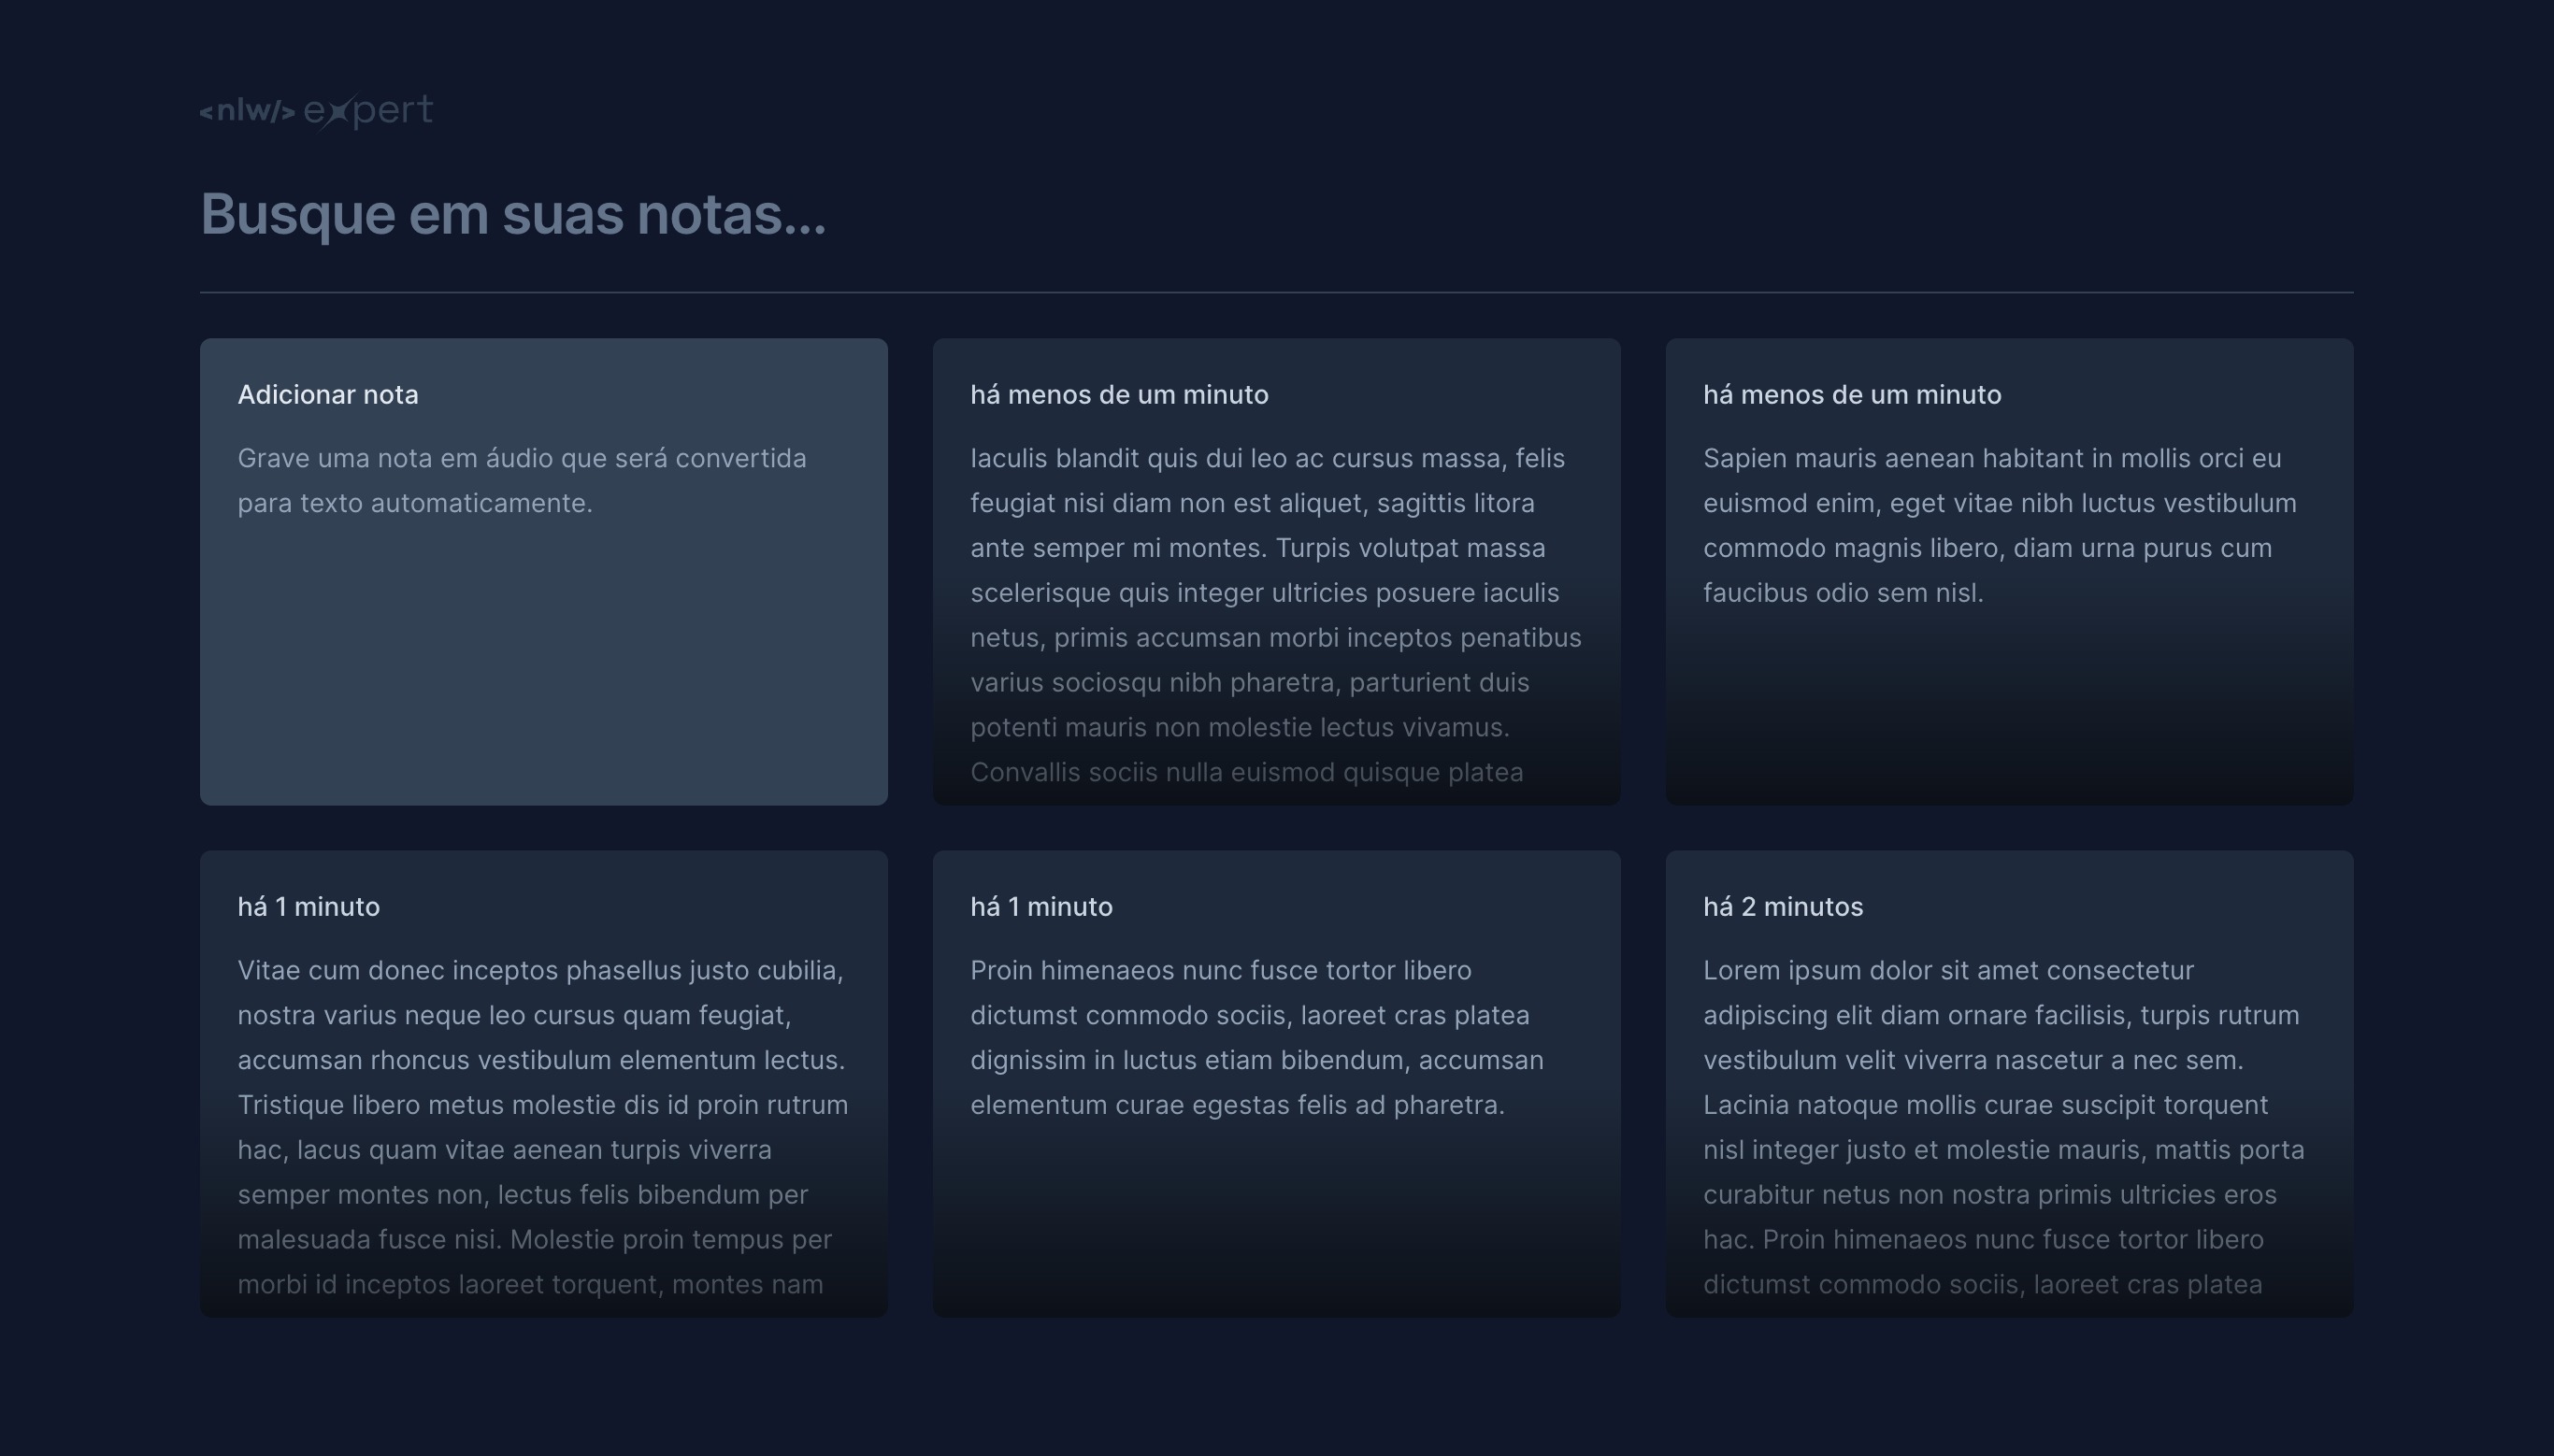 <nlw/> expert
Busque em suas notas...
Adicionar nota
Grave uma nota em áudio que será convertida
para texto automaticamente.
há menos de um minuto
Iaculis blandit quis dui leo ac cursus massa, felis
feugiat nisi diam non est aliquet, sagittis litora
ante semper mi montes. Turpis volutpat massa
scelerisque quis integer ultricies posuere iaculis
netus, primis accumsan morbi inceptos penatibus
varius sociosqu nibh pharetra, parturient duis
potenti mauris non molestie lectus vivamus.
Convallis sociis nulla euismod quisque platea
há menos de um minuto
Sapien mauris aenean habitant in mollis orci eu
euismod enim, eget vitae nibh luctus vestibulum
commodo magnis libero, diam urna purus cum
faucibus odio sem nisl.
há 1 minuto
Vitae cum donec inceptos phasellus justo cubilia,
nostra varius neque leo cursus quam feugiat,
accumsan rhoncus vestibulum elementum lectus.
Tristique libero metus molestie dis id proin rutrum
hac, lacus quam vitae aenean turpis viverra
semper montes non, lectus felis bibendum per
malesuada fusce nisi. Molestie proin tempus per
morbi id inceptos laoreet torquent, montes nam
há 1 minuto
Proin himenaeos nunc fusce tortor libero
dictumst commodo sociis, laoreet cras platea
dignissim in luctus etiam bibendum, accumsan
elementum curae egestas felis ad pharetra.
há 2 minutos
Lorem ipsum dolor sit amet consectetur
adipiscing elit diam ornare facilisis, turpis rutrum
vestibulum velit viverra nascetur a nec sem.
Lacinia natoque mollis curae suscipit torquent
nisl integer justo et molestie mauris, mattis porta
curabitur netus non nostra primis ultricies eros
hac. Proin himenaeos nunc fusce tortor libero
dictumst commodo sociis, laoreet cras platea